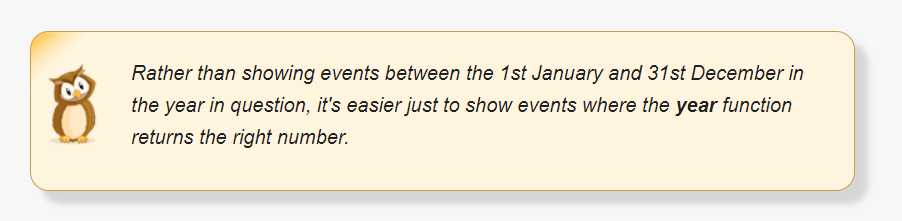 Rather than showing events between the 1st January and 31st December in
the year in question, it's easier just to show events where the year function
returns the right number.